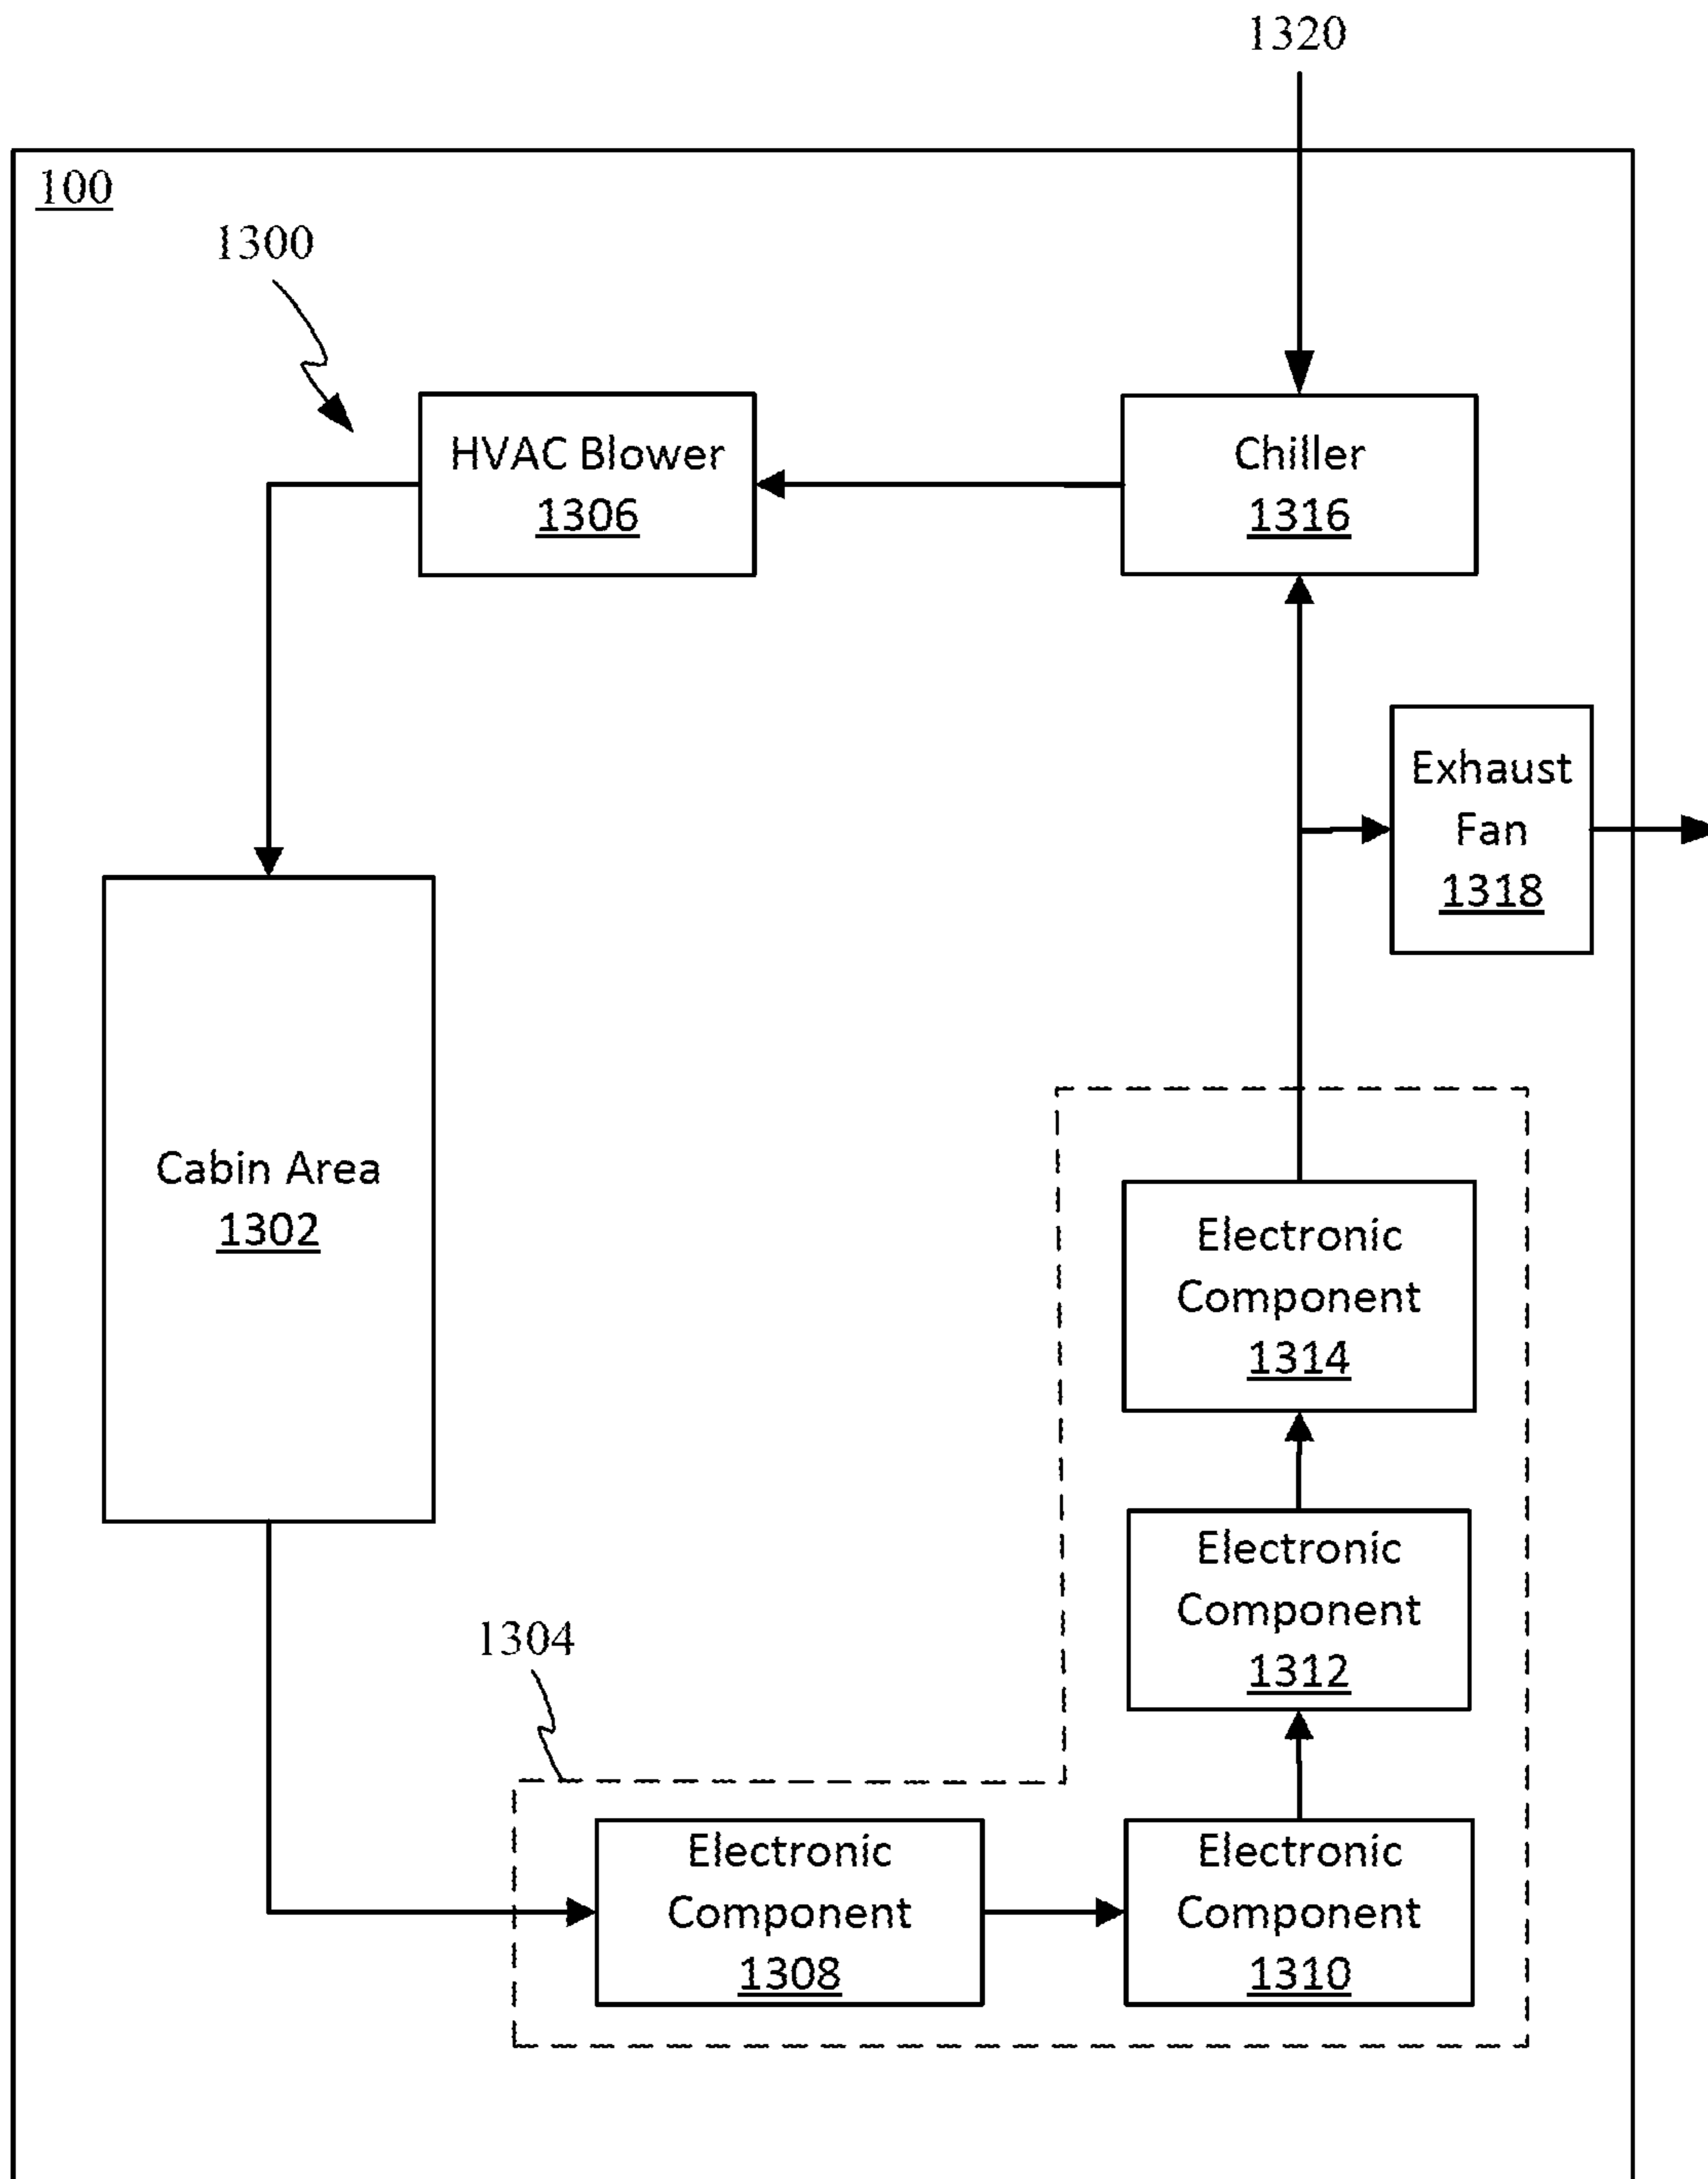 1320
100
1300
HVAC Blower
1306
Chiller
1316
Exhaust
Fan
1318
Cabin Area
1302
Electronic
Component
1314
Electronic
Component
1312
1304
Electronic
Component
1308
Electronic
Component
1310